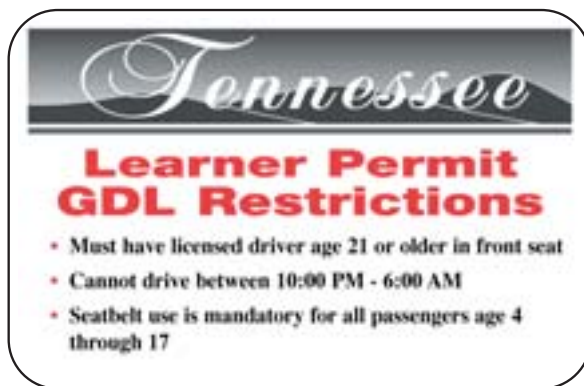 Tennessee
Learner Permit
GDL Restrictions
• Must have licensed driver age 21 or older in front seat
• Cannot drive between 10:00 PM - 6:00 AM
• Seatbelt use is mandatory for all passengers age 4
through 17